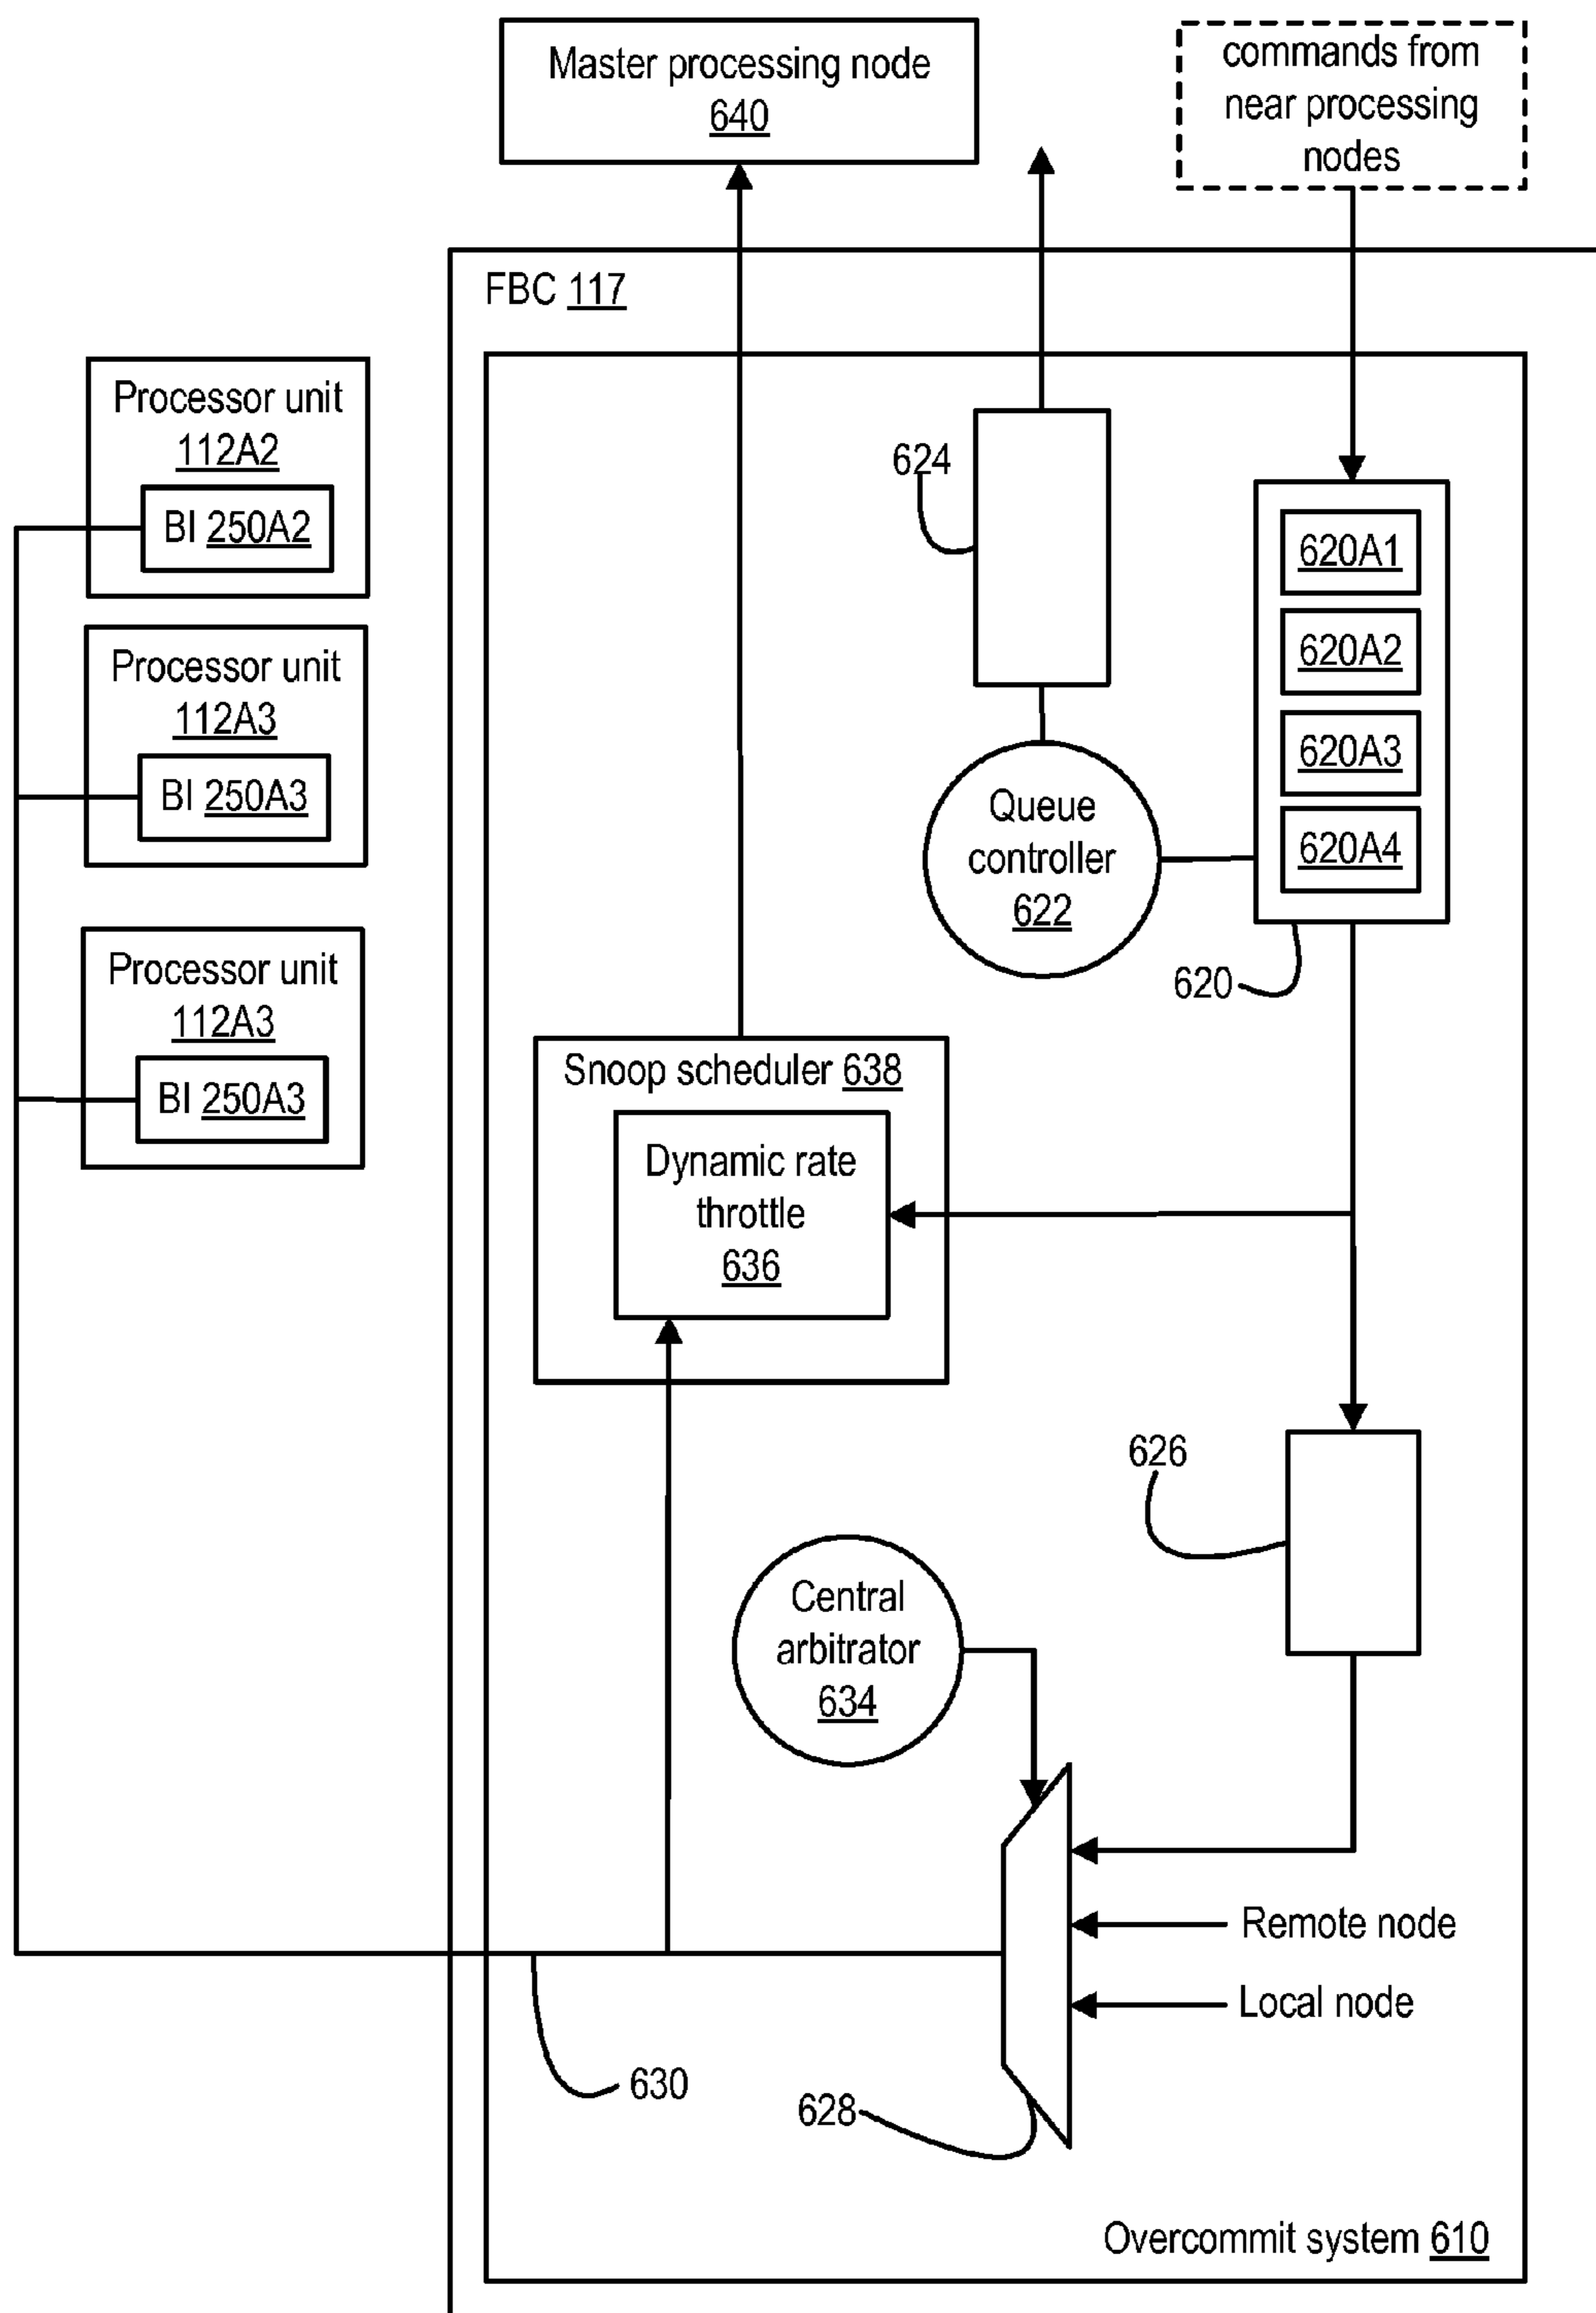 Master processing node
640
commands from
near processing
nodes
FBC 117
Processor unit
112A2
BI 250A2
Processor unit
112A3
BI 250A3
Processor unit
112A3
BI 250A3
624
620A1
620A2
620A3
620A4
Queue
controller
622
620
Snoop scheduler 638
Dynamic rate
throttle
636
626
Central
arbitrator
634
Remote node
Local node
630
628
Overcommit system 610